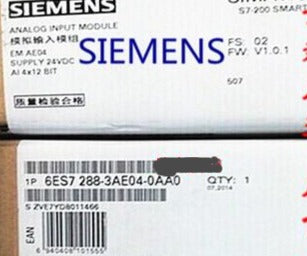 SIEMENS
S7-200 SMART
ANALOG INPUT MODULE
模拟输入模组
EM AE04
SUPPLY 24VDC
AI 4x12 BIT
SIEMENS
FS: 02
FW: V1.0.1
507
质量检验合格
1P 6ES7 288-3AE04-0AA0
QTY: 1
07.2014
S ZVE7YD8011466
EAN
6 940408 101555